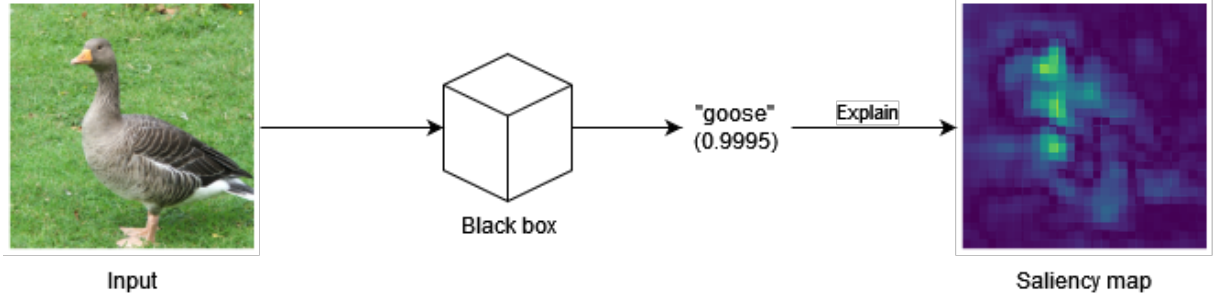 "goose"
(0.9995)
Explain
Black box
Input
Saliency map